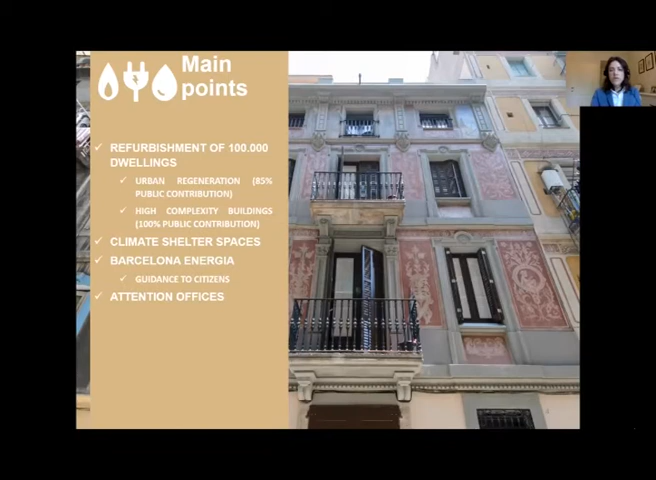 Main
points
REFURBISHMENT OF 100.000
DWELLINGS
URBAN REGENERATION (85%
PUBLIC CONTRIBUTION)
HIGH COMPLEXITY BUILDINGS
(100% PUBLIC CONTRIBUTION)
CLIMATE SHELTER SPACES
BARCELONA ENERGIA
GUIDANCE TO CITIZENS
ATTENTION OFFICES